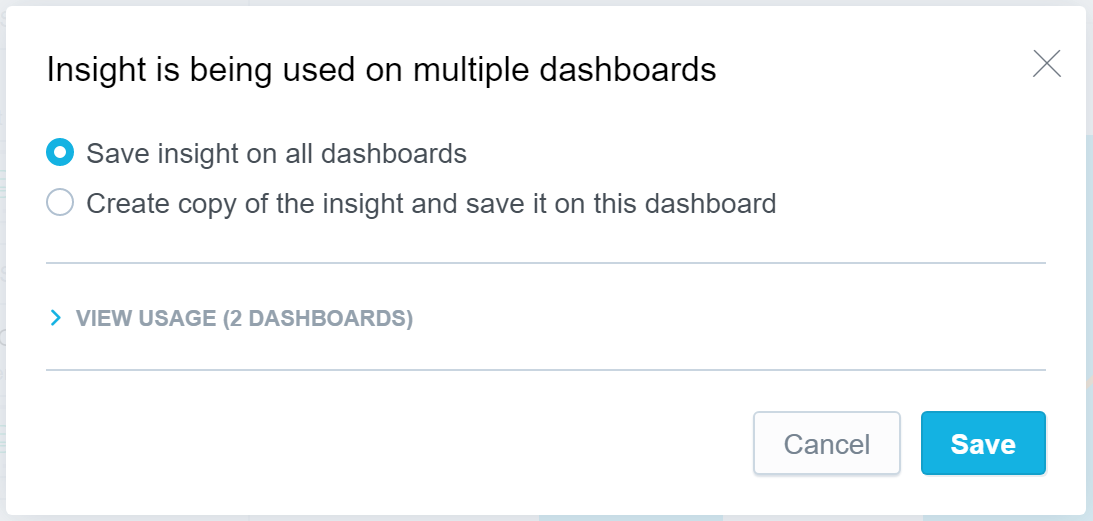 Insight is being used on multiple dashboards
Save insight on all dashboards
Create copy of the insight and save it on this dashboard
VIEW USAGE (2 DASHBOARDS)
Cancel
Save